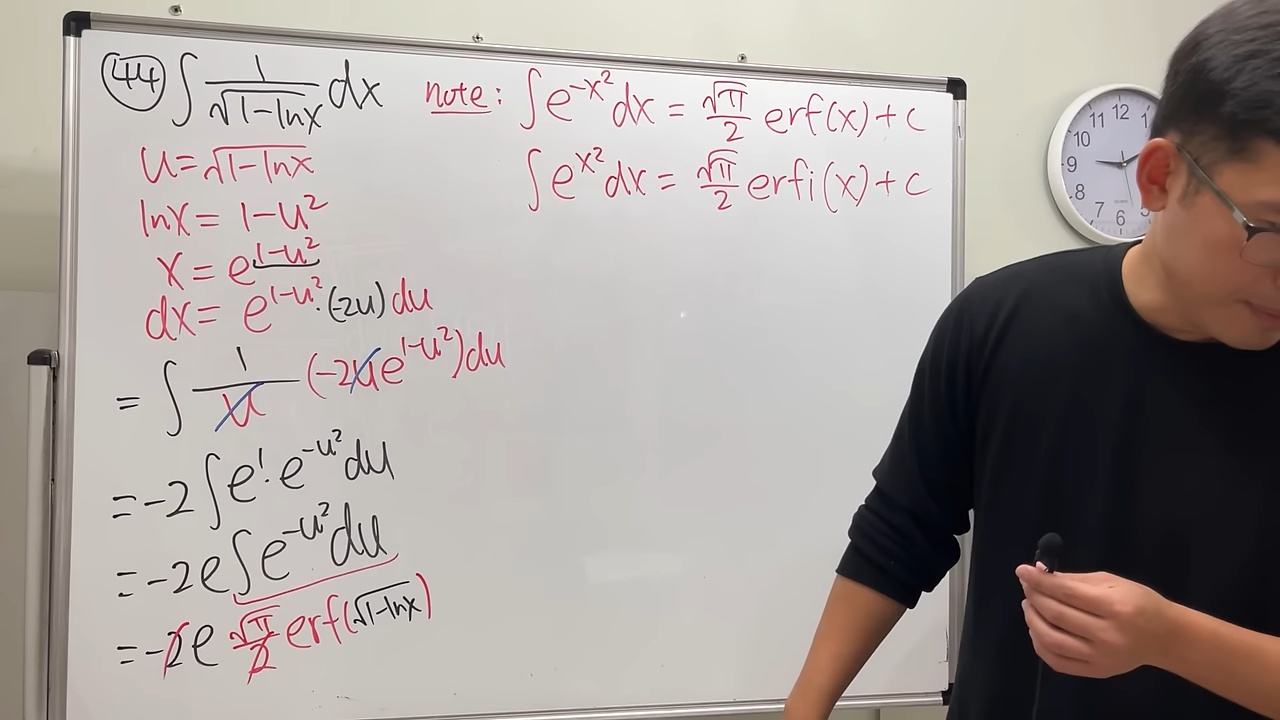 44 ∫ 1/√(1-lnx) dx
note: ∫e^(-x²)dx = √π/2 erf(x)+c
∫e^(x²)dx = √π/2 erfi(x)+c
u=√(1-lnx)
lnx = 1-u²
x = e^(1-u²)
dx = e^(1-u²)·(-2u)du
= ∫ 1/u (-2ue^(1-u²))du
= -2∫e¹·e^(-u²)du
= -2e∫e^(-u²)du
= -2e √π/2 erf(√(1-lnx))
12
1
11
10
9
8
7
6
5